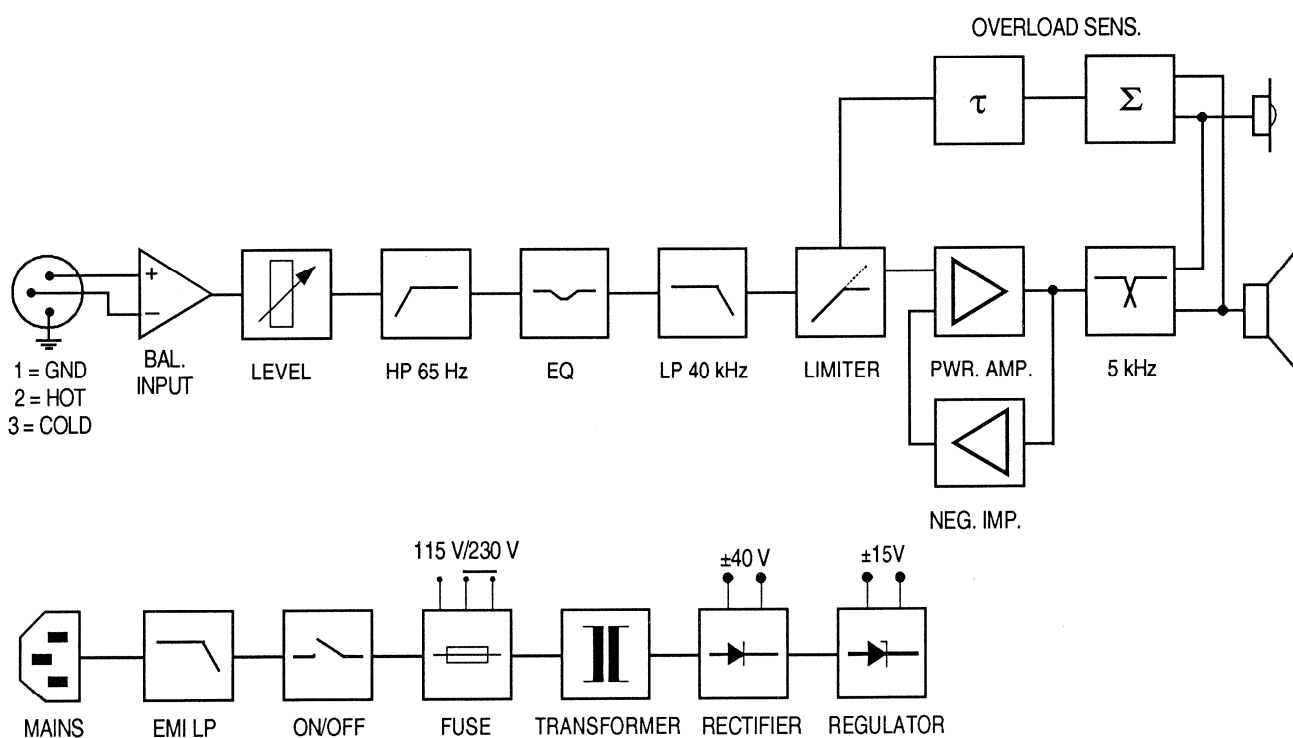 OVERLOAD SENS.
τ
Σ
+
−
1 = GND
2 = HOT
3 = COLD
BAL.
INPUT
LEVEL
HP 65 Hz
EQ
LP 40 kHz
LIMITER
PWR. AMP.
5 kHz
NEG. IMP.
115 V/230 V
±40 V
±15V
MAINS
EMI LP
ON/OFF
FUSE
TRANSFORMER
RECTIFIER
REGULATOR